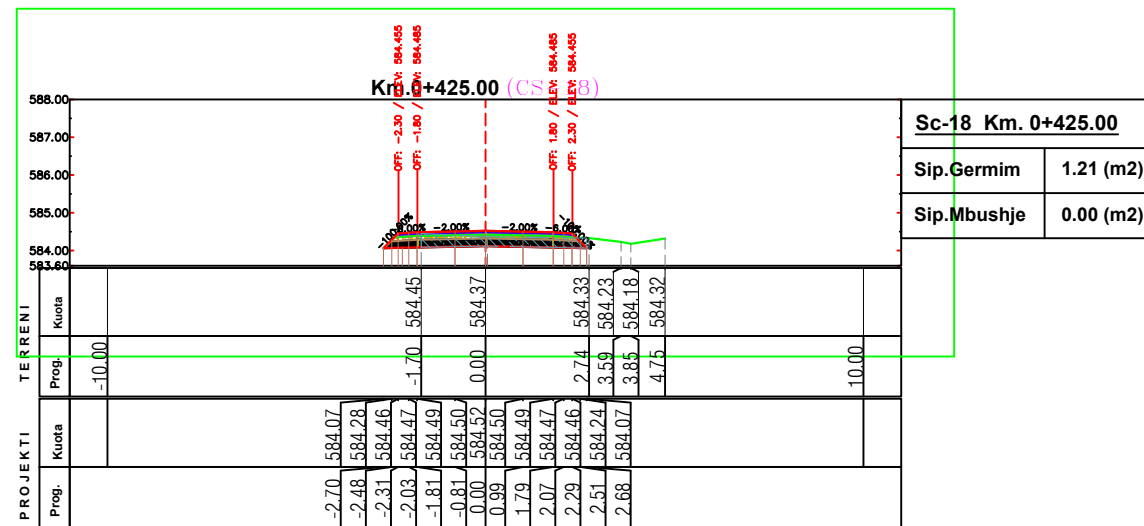 OFF: -2.30 / ELEV: 584.455
OFF: -1.80 / ELEV: 584.485
OFF: 1.80 / ELEV: 584.485
OFF: 2.30 / ELEV: 584.455
Km.0+425.00 (CS-18)
588.00
587.00
586.00
585.00
584.00
583.60
-2.00% -2.00% -6.00%
Sc-18 Km. 0+425.00
Sip.Germim 1.21 (m2)
Sip.Mbushje 0.00 (m2)
TERRENI
Kuota 584.45 584.37 584.33 584.23 584.18 584.32
Prog. -10.00 -1.70 0.00 2.74 3.59 3.85 4.75 10.00
PROJEKTI
Kuota 584.07 584.28 584.46 584.47 584.49 584.50 584.52 584.50 584.49 584.47 584.46 584.24 584.07
Prog. -2.70 -2.48 -2.31 -2.03 -1.81 -0.81 0.00 0.99 1.79 2.07 2.29 2.51 2.68